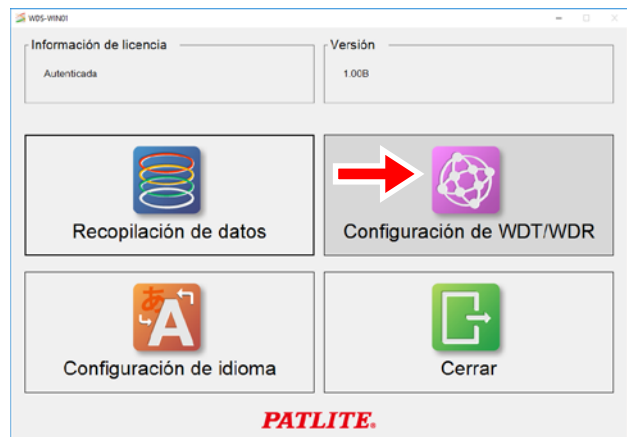 WDS-WIN01
Información de licencia
Autenticada
Versión
1.00B
Recopilación de datos
Configuración de WDT/WDR
あ A
Configuración de idioma
Cerrar
PATLITE.